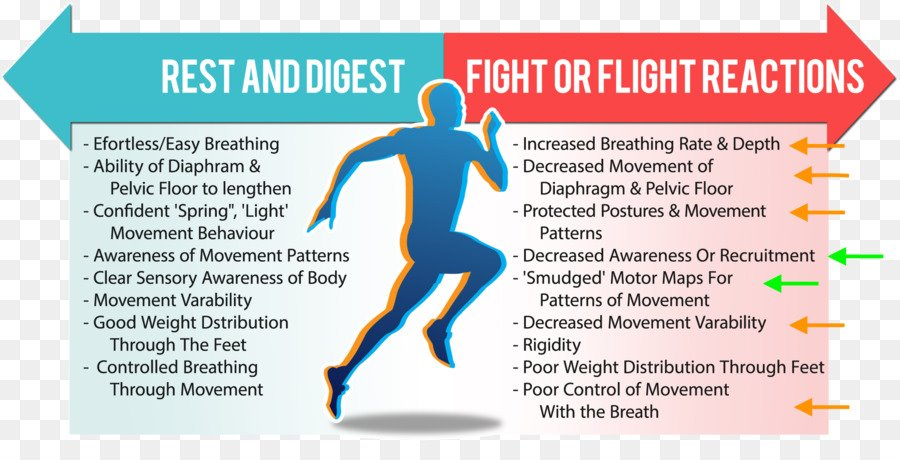 REST AND DIGEST
- Efortless/Easy Breathing
- Ability of Diaphram &
Pelvic Floor to lengthen
- Confident 'Spring", 'Light'
Movement Behaviour
- Awareness of Movement Patterns
- Clear Sensory Awareness of Body
- Movement Varability
- Good Weight Dstribution
Through The Feet
- Controlled Breathing
Through Movement
FIGHT OR FLIGHT REACTIONS
- Increased Breathing Rate & Depth
- Decreased Movement of
Diaphragm & Pelvic Floor
- Protected Postures & Movement
Patterns
- Decreased Awareness Or Recruitment
- 'Smudged' Motor Maps For
Patterns of Movement
- Decreased Movement Varability
- Rigidity
- Poor Weight Distribution Through Feet
- Poor Control of Movement
With the Breath